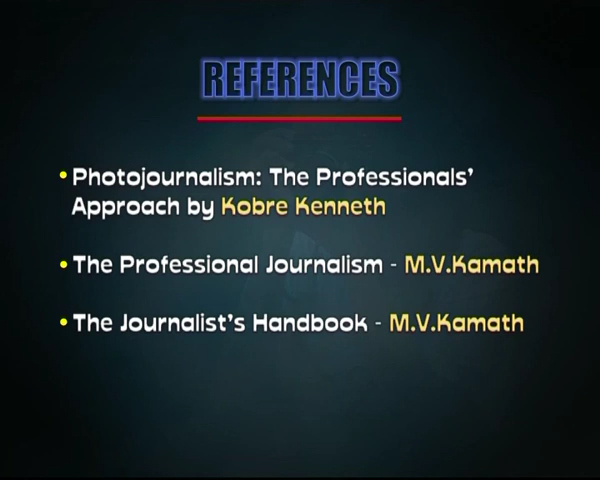 REFERENCES
• Photojournalism: The Professionals'
Approach by Kobre Kenneth
• The Professional Journalism - M.V.Kamath
• The Journalist's Handbook - M.V.Kamath